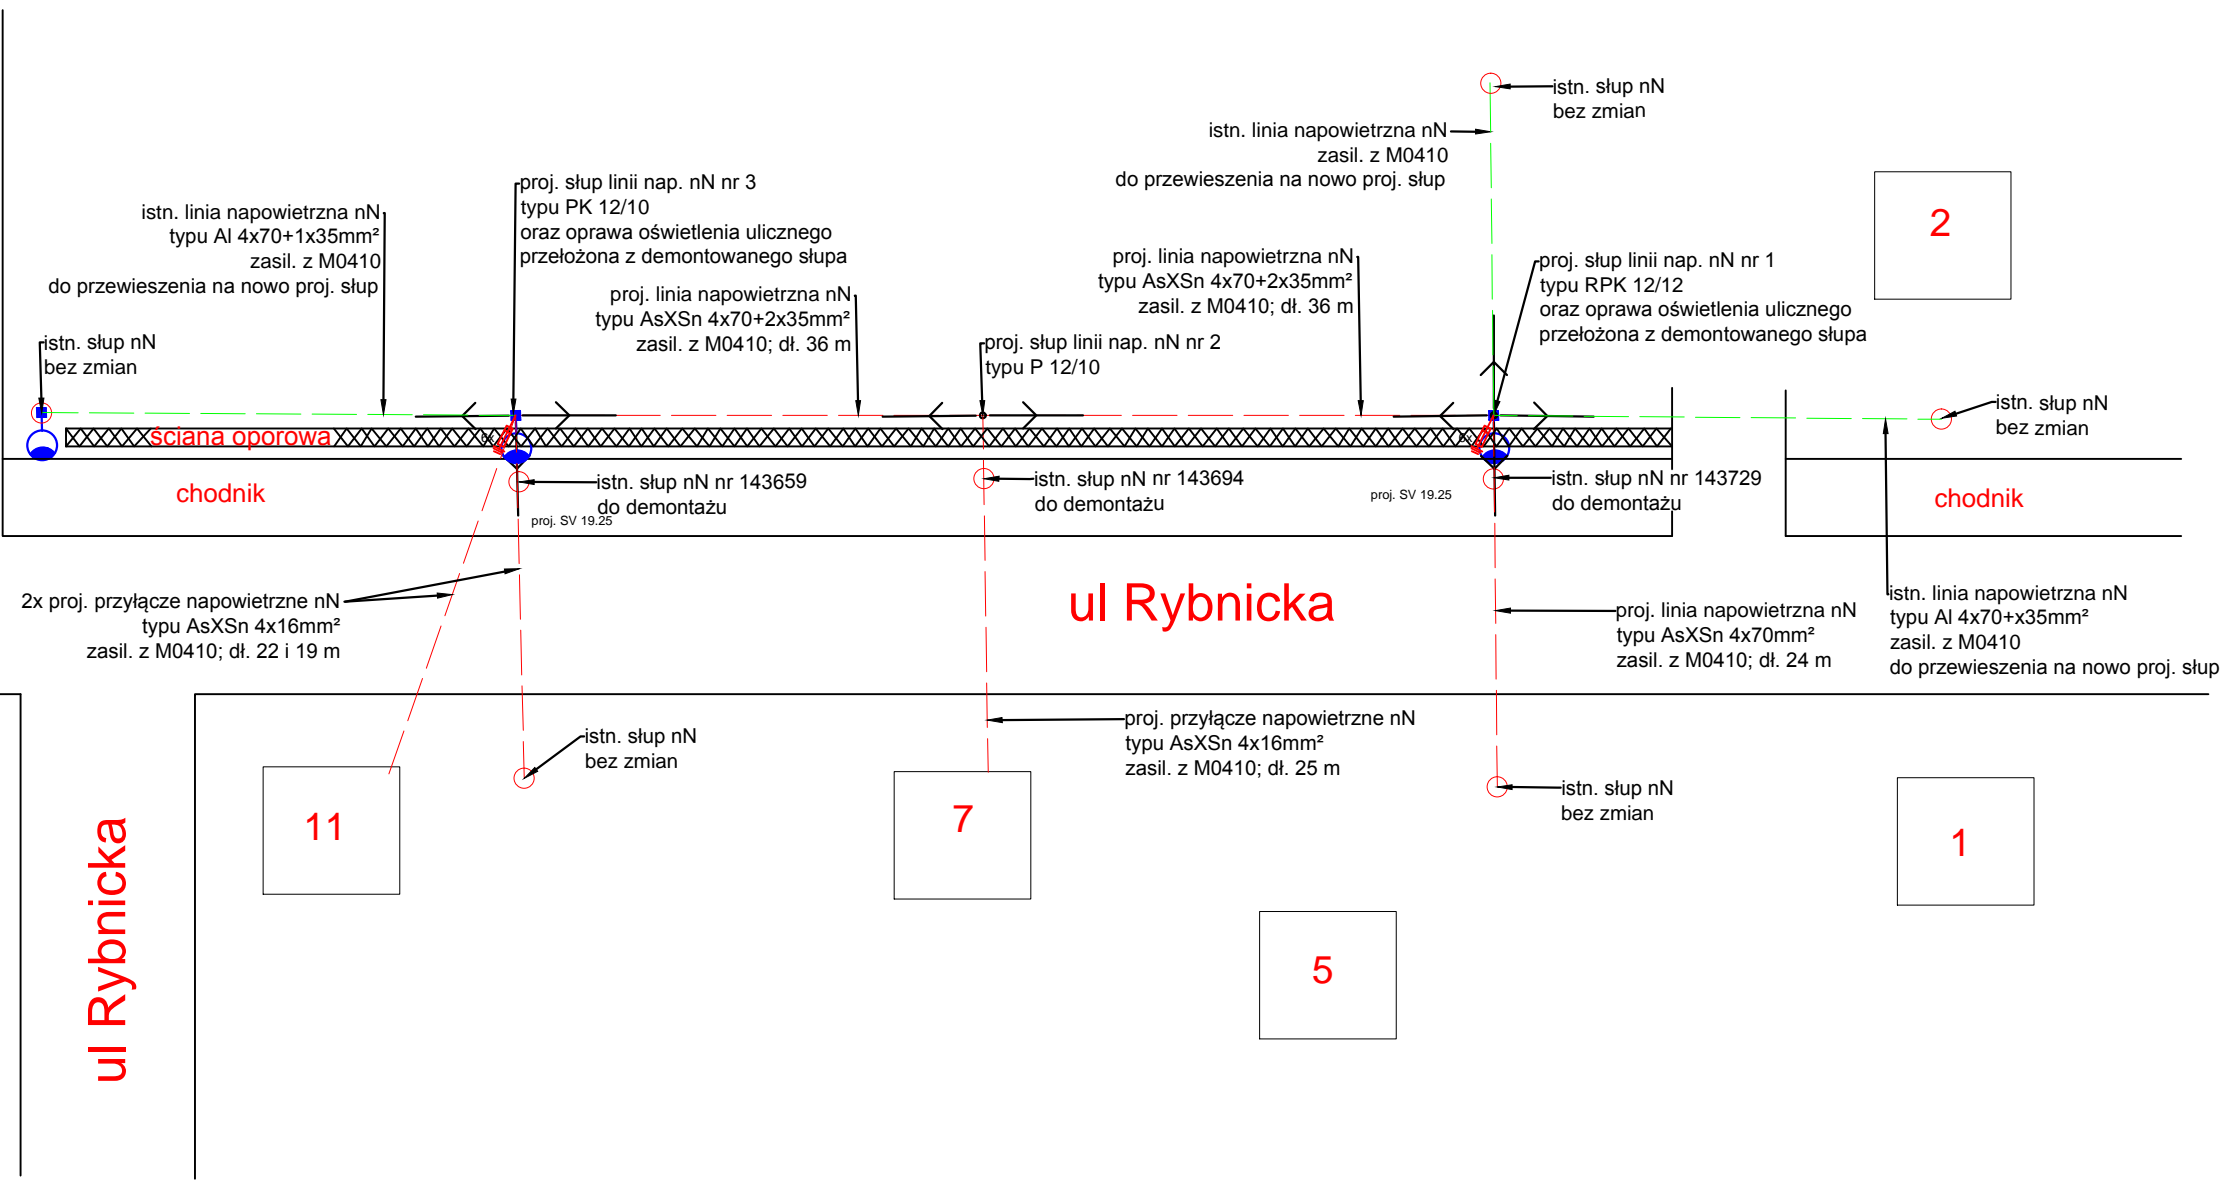 istn. słup nN
bez zmian
istn. linia napowietrzna nN
zasil. z M0410
do przewieszenia na nowo proj. słup
proj. słup linii nap. nN nr 3
typu PK 12/10
oraz oprawa oświetlenia ulicznego
przełożona z demontowanego słupa
istn. linia napowietrzna nN
typu Al 4x70+1x35mm²
zasil. z M0410
do przewieszenia na nowo proj. słup
2
proj. linia napowietrzna nN
typu AsXSn 4x70+2x35mm²
zasil. z M0410; dł. 36 m
proj. słup linii nap. nN nr 1
typu RPK 12/12
oraz oprawa oświetlenia ulicznego
przełożona z demontowanego słupa
proj. linia napowietrzna nN
typu AsXSn 4x70+2x35mm²
zasil. z M0410; dł. 36 m
istn. słup nN
bez zmian
proj. słup linii nap. nN nr 2
typu P 12/10
istn. słup nN
bez zmian
ściana oporowa
chodnik
istn. słup nN nr 143659
do demontażu
proj. SV 19.25
istn. słup nN nr 143694
do demontażu
proj. SV 19.25
istn. słup nN nr 143729
do demontażu
chodnik
2x proj. przyłącze napowietrzne nN
typu AsXSn 4x16mm²
zasil. z M0410; dł. 22 i 19 m
ul Rybnicka
proj. linia napowietrzna nN
typu AsXSn 4x70mm²
zasil. z M0410; dł. 24 m
istn. linia napowietrzna nN
typu Al 4x70+x35mm²
zasil. z M0410
do przewieszenia na nowo proj. słup
istn. słup nN
bez zmian
proj. przyłącze napowietrzne nN
typu AsXSn 4x16mm²
zasil. z M0410; dł. 25 m
istn. słup nN
bez zmian
11
7
1
5
ul Rybnicka